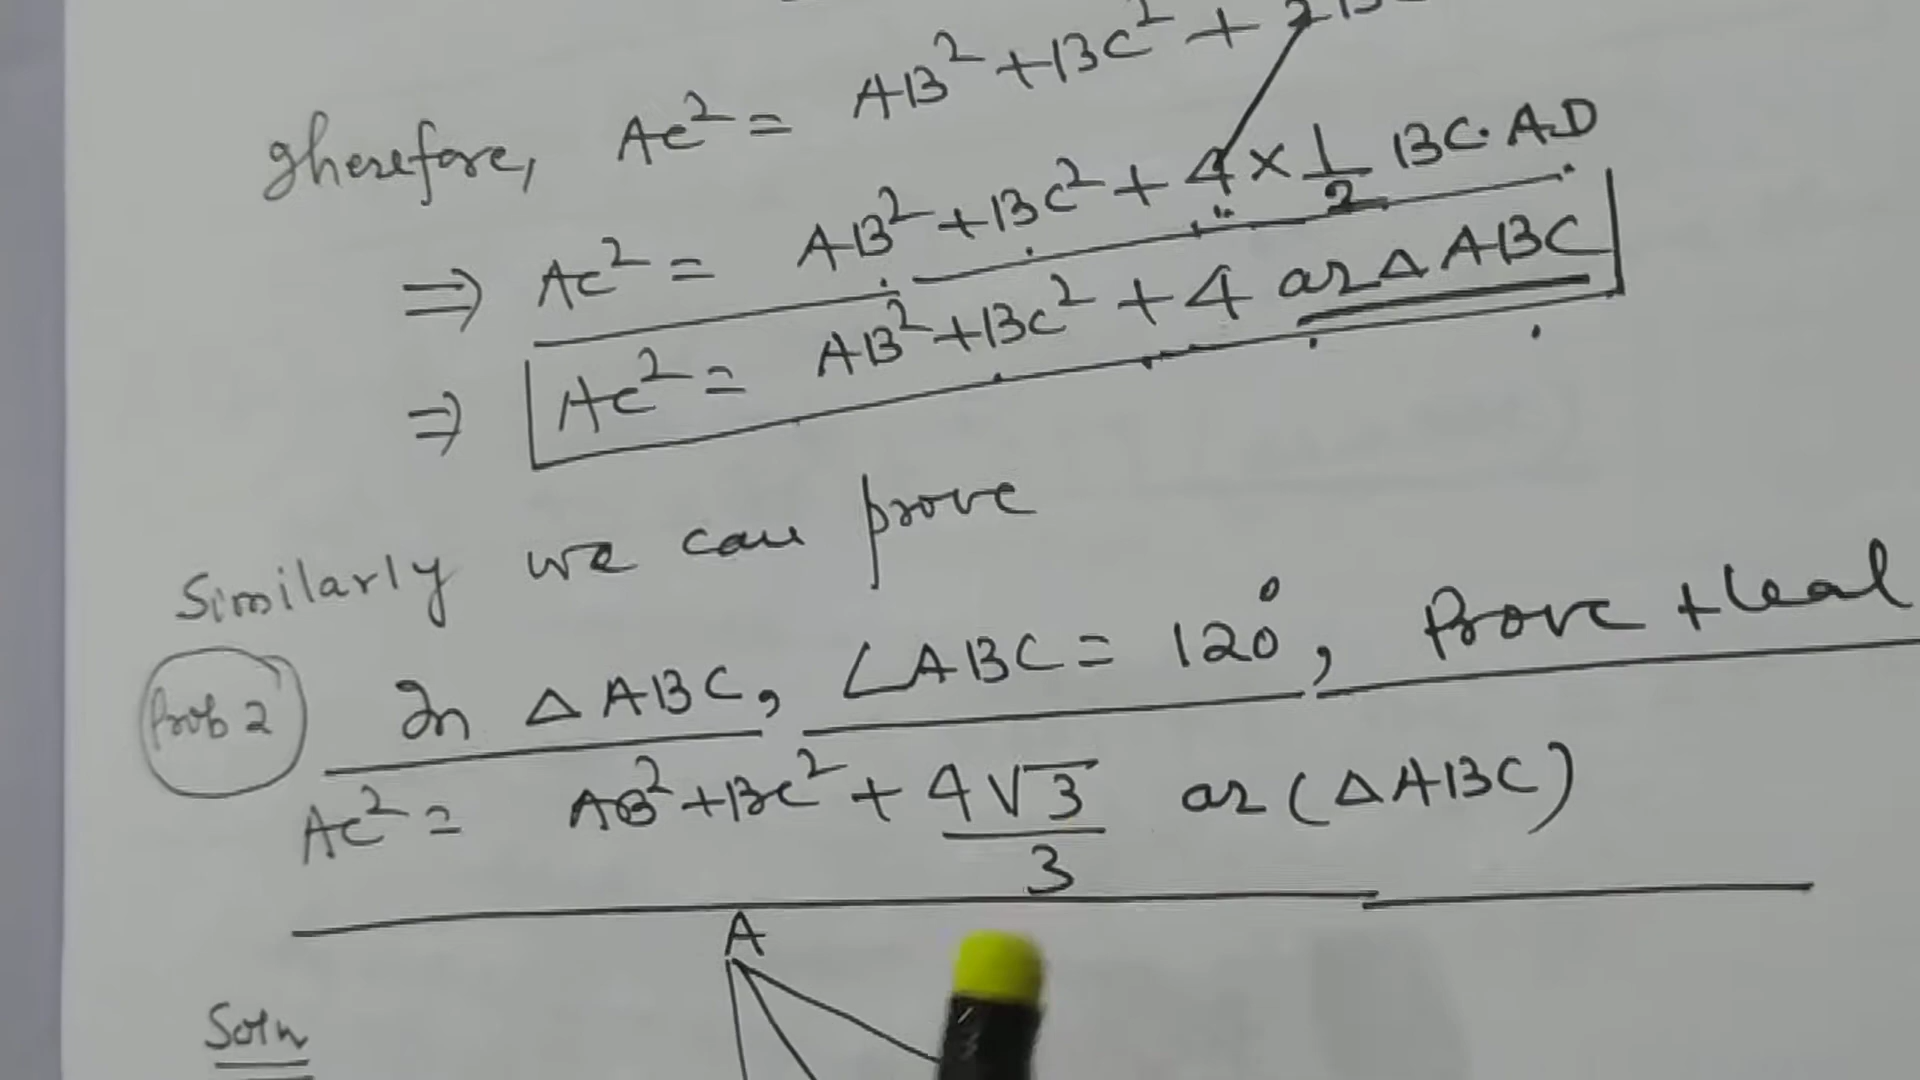 Therefore, AC² = AB² + BC² +
⇒ AC² = AB² + BC² + 4 × 1/2 BC·AD
⇒ AC² = AB² + BC² + 4 ar △ ABC
Similarly we can prove
Prob 2 In △ ABC, ∠ABC = 120°, Prove that
AC² = AB² + BC² + 4√3/3 ar (△ABC)
A
Soln